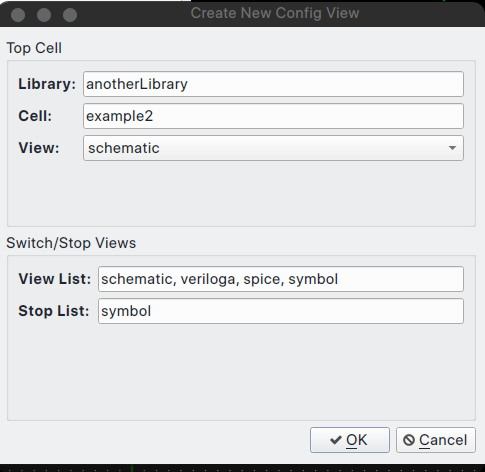 Create New Config View
Top Cell
Library: anotherLibrary
Cell: example2
View: schematic
Switch/Stop Views
View List: schematic, veriloga, spice, symbol
Stop List: symbol
OK Cancel